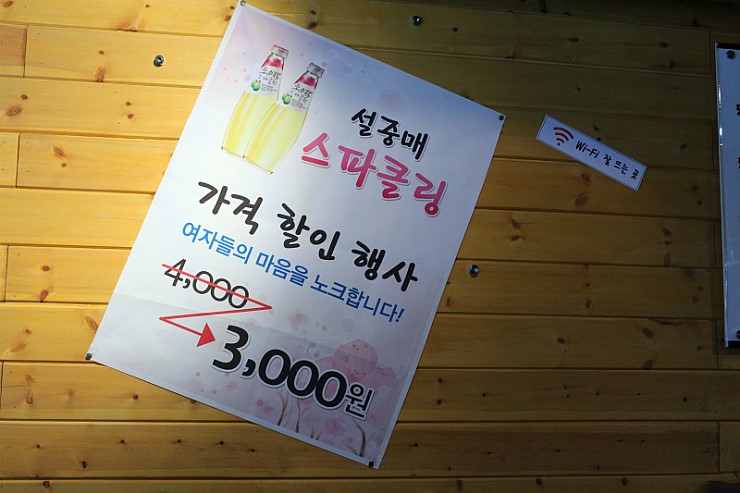 설중매
스파클링
가격 할인 행사
여자들의 마음을 노크합니다!
4,000
3,000원
Wi-Fi 잘 뜨는 곳